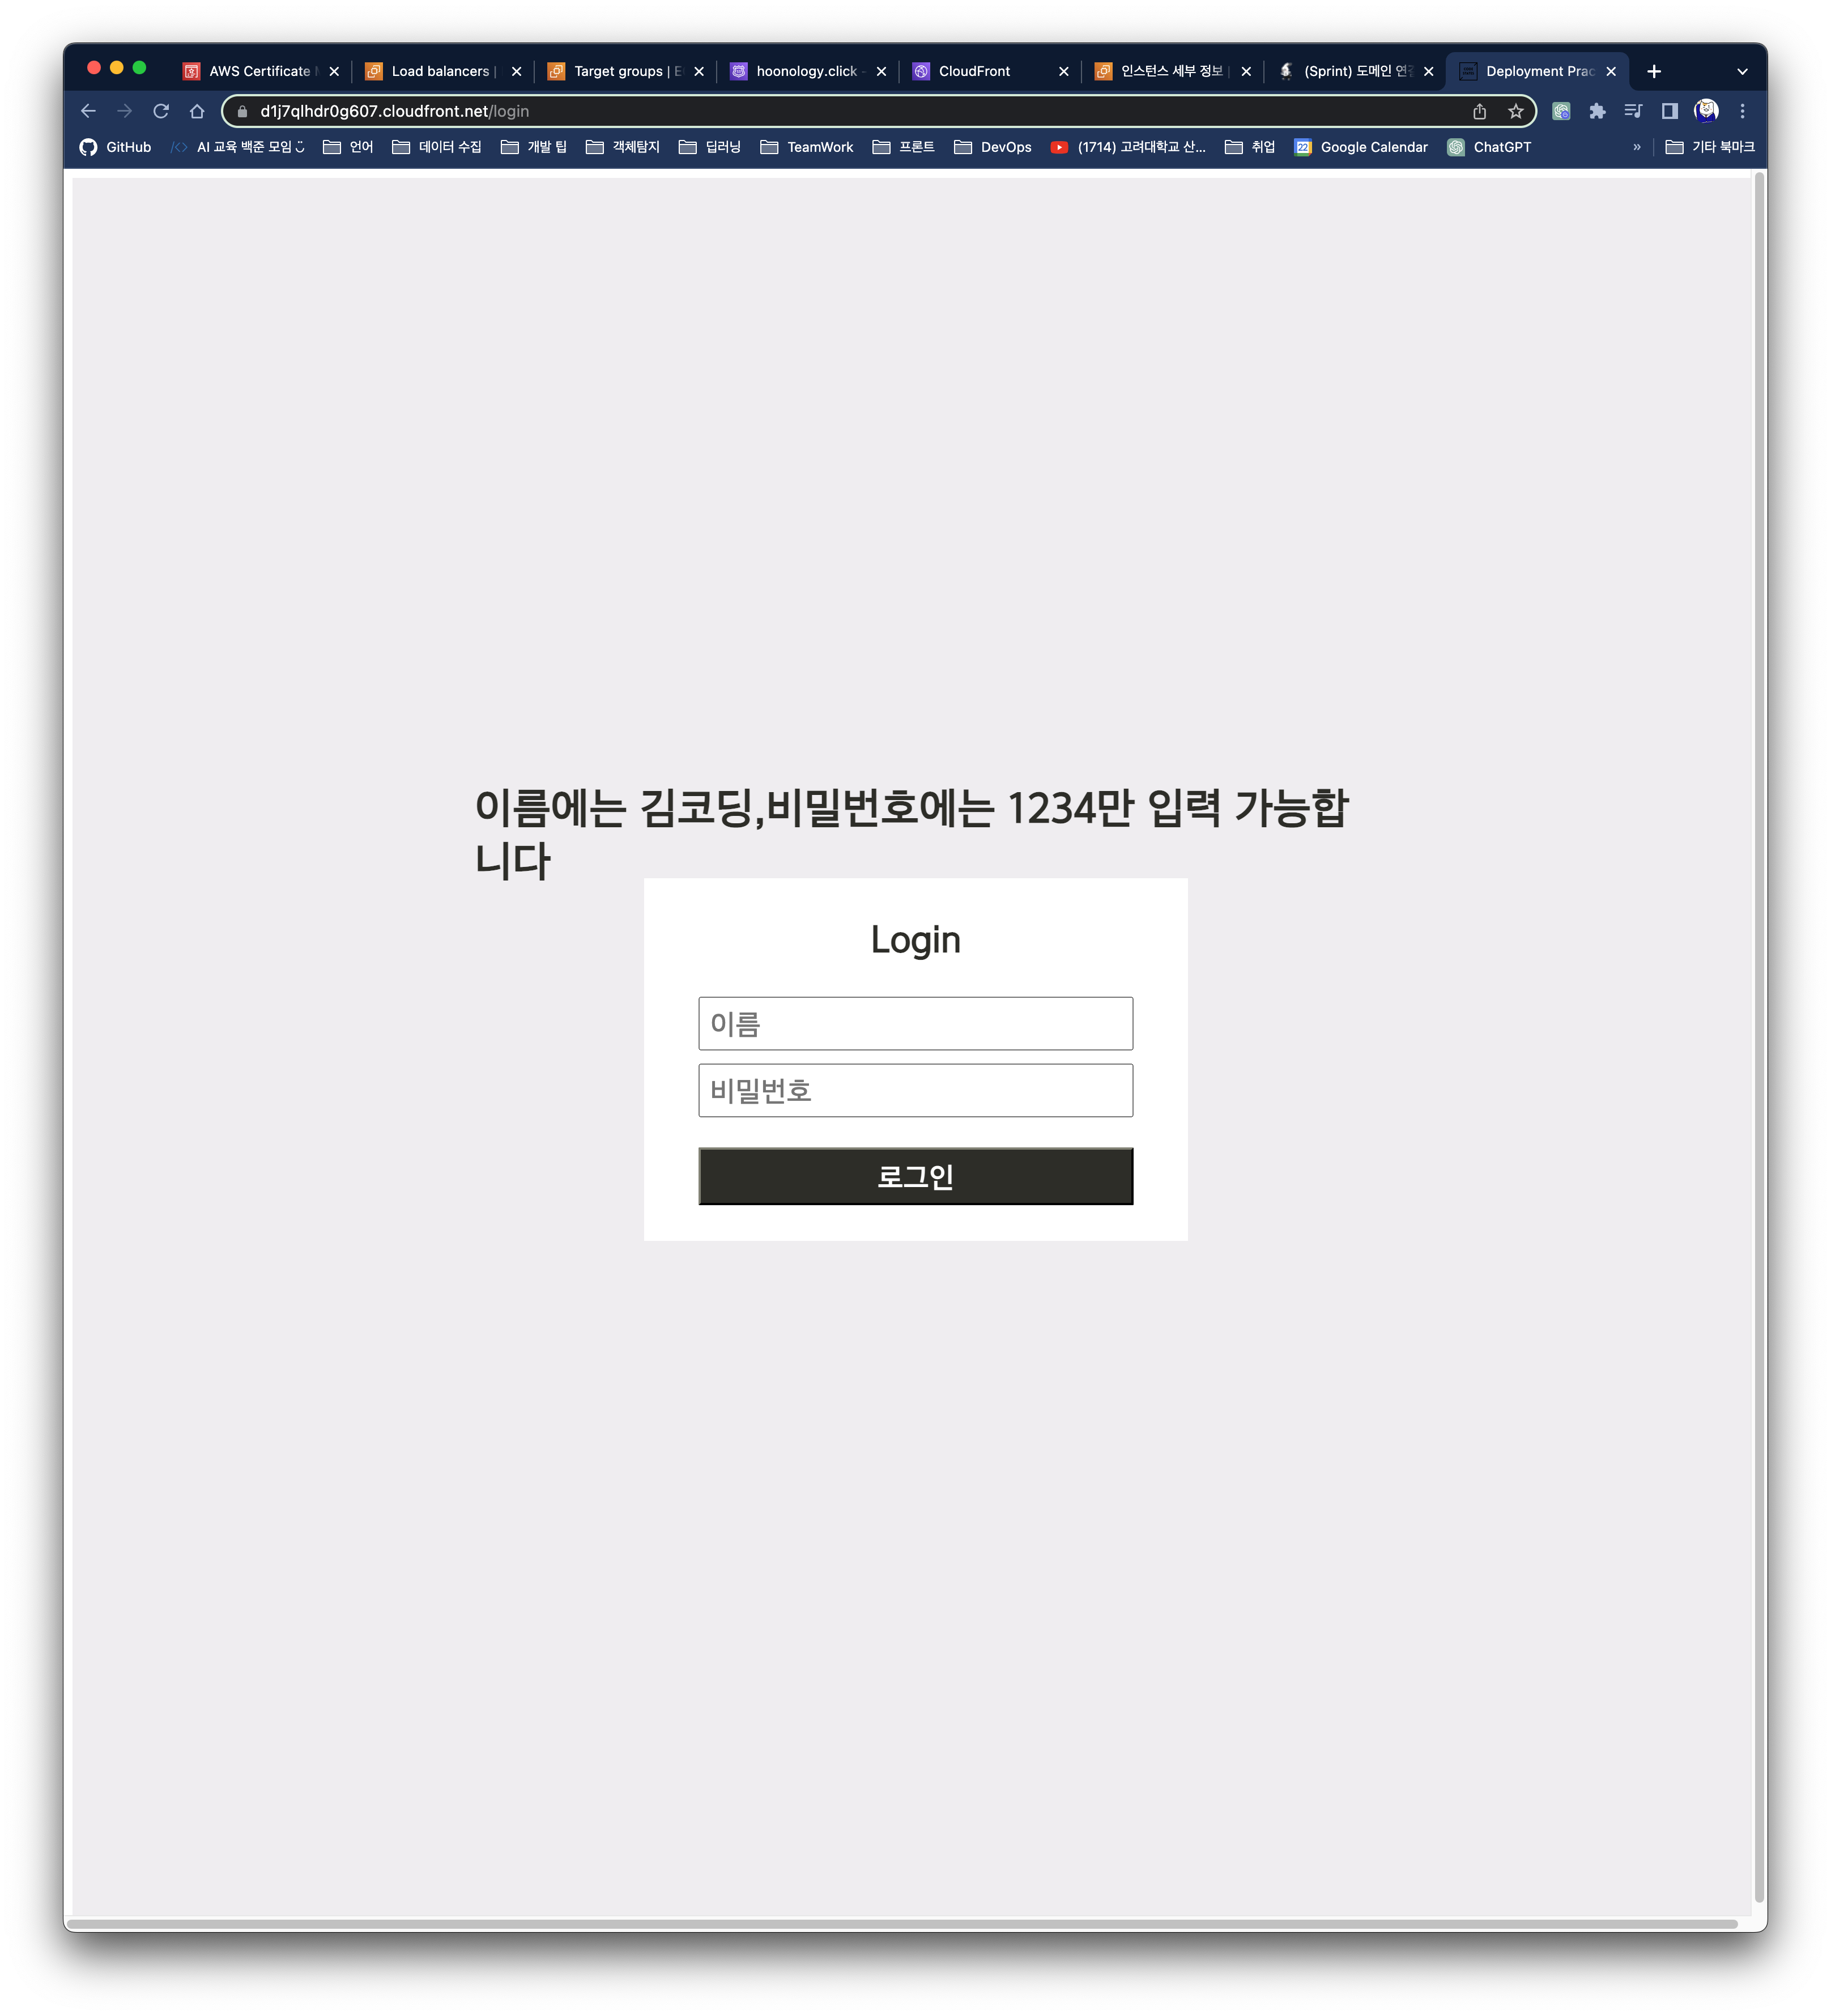 AWS Certificate
Load balancers |
Target groups |
hoonology.click
CloudFront
인스턴스 세부 정보 |
(Sprint) 도메인
Deployment
d1j7qlhdr0g607.cloudfront.net/login
GitHub
AI 교육 백준 모임
언어
데이터 수집
개발 팁
객체탐지
딥러닝
TeamWork
프론트
DevOps
(1714) 고려대학교 산...
취업
22
Google Calendar
ChatGPT
»
기타 북마크
이름에는 김코딩,비밀번호에는 1234만 입력 가능합
니다
Login
이름
비밀번호
로그인